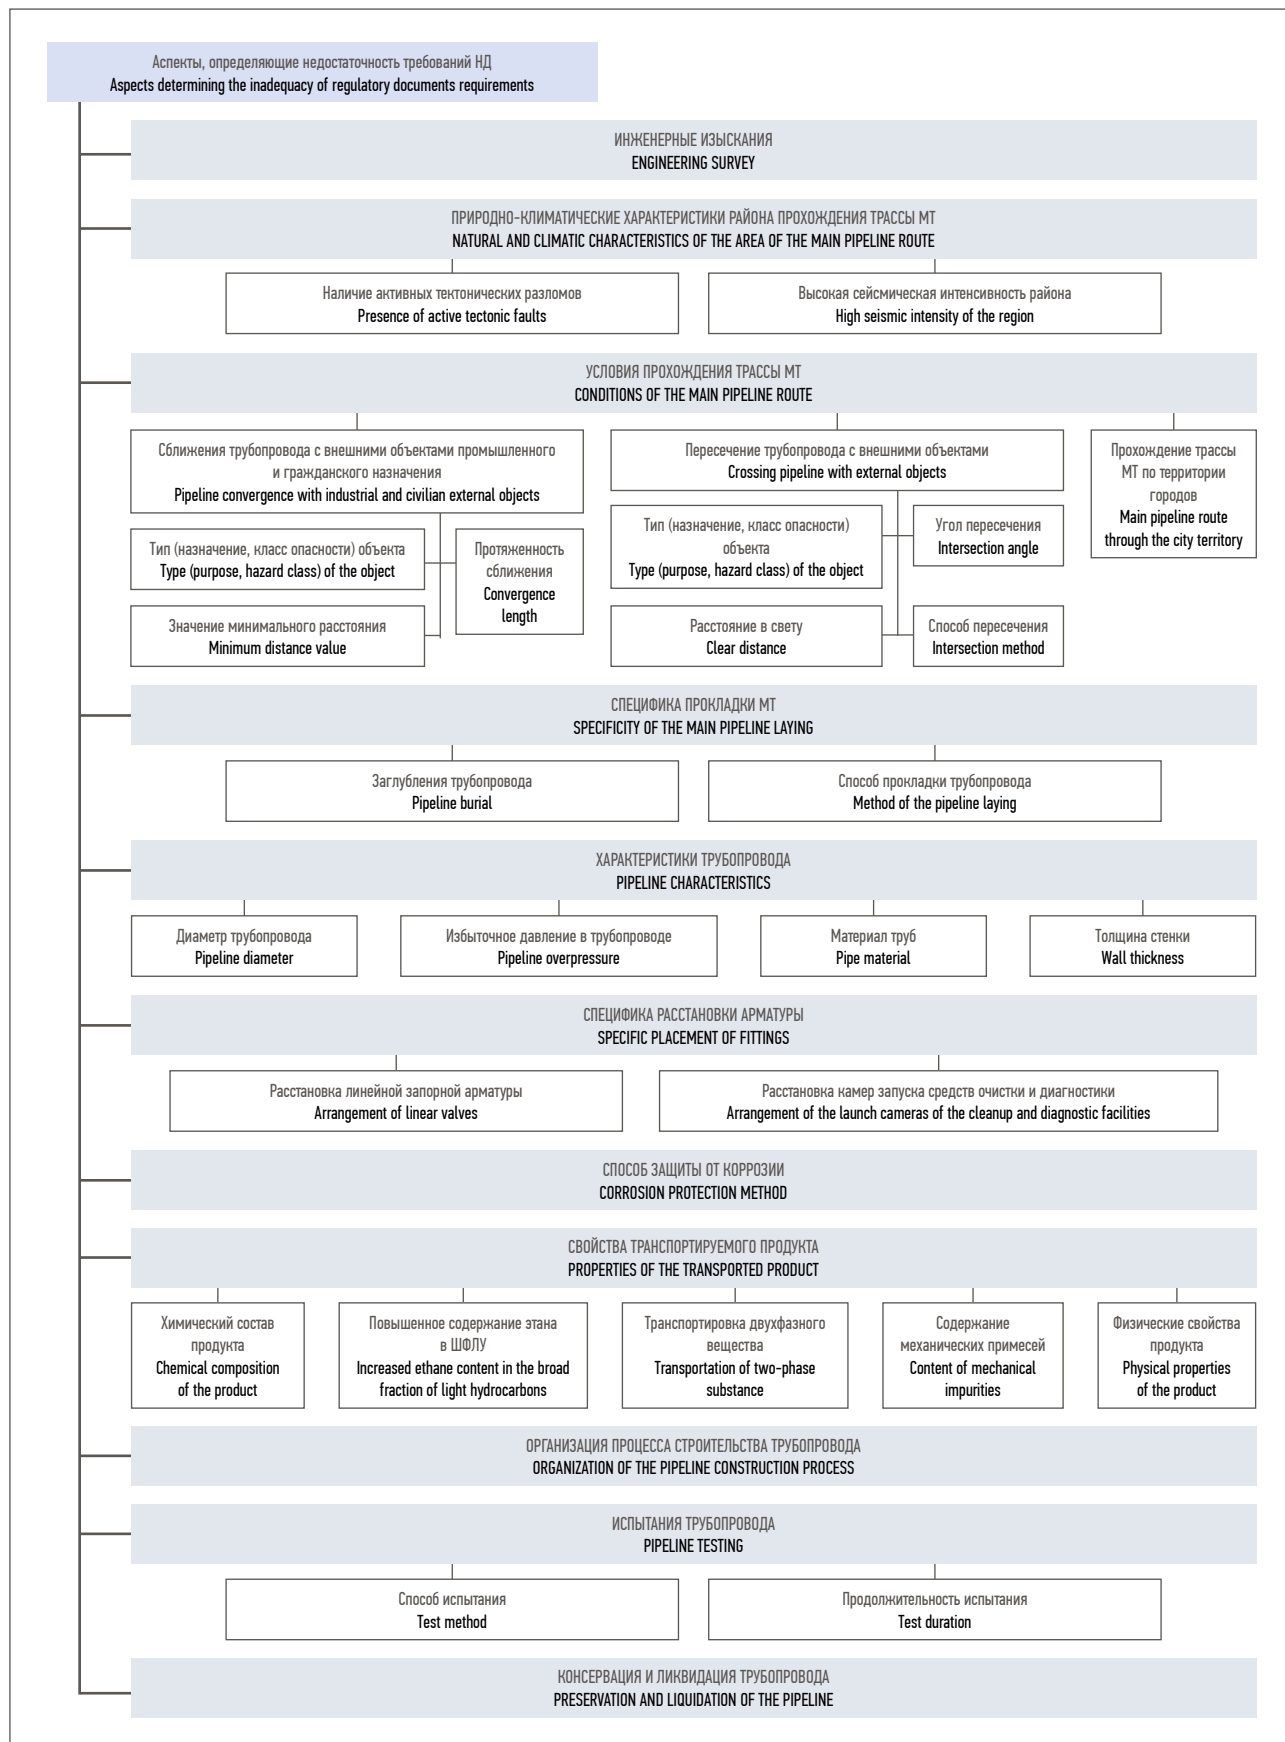 Аспекты, определяющие недостаточность требований НД
Aspects determining the inadequacy of regulatory documents requirements
ИНЖЕНЕРНЫЕ ИЗЫСКАНИЯ
ENGINEERING SURVEY
ПРИРОДНО-КЛИМАТИЧЕСКИЕ ХАРАКТЕРИСТИКИ РАЙОНА ПРОХОЖДЕНИЯ ТРАССЫ МТ
NATURAL AND CLIMATIC CHARACTERISTICS OF THE AREA OF THE MAIN PIPELINE ROUTE
Наличие активных тектонических разломов
Presence of active tectonic faults
Высокая сейсмическая интенсивность района
High seismic intensity of the region
УСЛОВИЯ ПРОХОЖДЕНИЯ ТРАССЫ МТ
CONDITIONS OF THE MAIN PIPELINE ROUTE
Сближения трубопровода с внешними объектами промышленного
и гражданского назначения
Pipeline convergence with industrial and civilian external objects
Тип (назначение, класс опасности) объекта
Type (purpose, hazard class) of the object
Протяженность
сближения
Convergence
length
Значение минимального расстояния
Minimum distance value
Пересечение трубопровода с внешними объектами
Crossing pipeline with external objects
Тип (назначение, класс опасности)
объекта
Type (purpose, hazard class) of the object
Угол пересечения
Intersection angle
Расстояние в свету
Clear distance
Способ пересечения
Intersection method
Прохождение трассы
МТ по территории
городов
Main pipeline route
through the city territory
СПЕЦИФИКА ПРОКЛАДКИ МТ
SPECIFICITY OF THE MAIN PIPELINE LAYING
Заглубления трубопровода
Pipeline burial
Способ прокладки трубопровода
Method of the pipeline laying
ХАРАКТЕРИСТИКИ ТРУБОПРОВОДА
PIPELINE CHARACTERISTICS
Диаметр трубопровода
Pipeline diameter
Избыточное давление в трубопроводе
Pipeline overpressure
Материал труб
Pipe material
Толщина стенки
Wall thickness
СПЕЦИФИКА РАССТАНОВКИ АРМАТУРЫ
SPECIFIC PLACEMENT OF FITTINGS
Расстановка линейной запорной арматуры
Arrangement of linear valves
Расстановка камер запуска средств очистки и диагностики
Arrangement of the launch cameras of the cleanup and diagnostic facilities
СПОСОБ ЗАЩИТЫ ОТ КОРРОЗИИ
CORROSION PROTECTION METHOD
СВОЙСТВА ТРАНСПОРТИРУЕМОГО ПРОДУКТА
PROPERTIES OF THE TRANSPORTED PRODUCT
Химический состав
продукта
Chemical composition
of the product
Повышенное содержание этана
в ШФЛУ
Increased ethane content in the broad
fraction of light hydrocarbons
Транспортировка двухфазного
вещества
Transportation of two-phase
substance
Содержание
механических примесей
Content of mechanical
impurities
Физические свойства
продукта
Physical properties
of the product
ОРГАНИЗАЦИЯ ПРОЦЕССА СТРОИТЕЛЬСТВА ТРУБОПРОВОДА
ORGANIZATION OF THE PIPELINE CONSTRUCTION PROCESS
ИСПЫТАНИЯ ТРУБОПРОВОДА
PIPELINE TESTING
Способ испытания
Test method
Продолжительность испытания
Test duration
КОНСЕРВАЦИЯ И ЛИКВИДАЦИЯ ТРУБОПРОВОДА
PRESERVATION AND LIQUIDATION OF THE PIPELINE